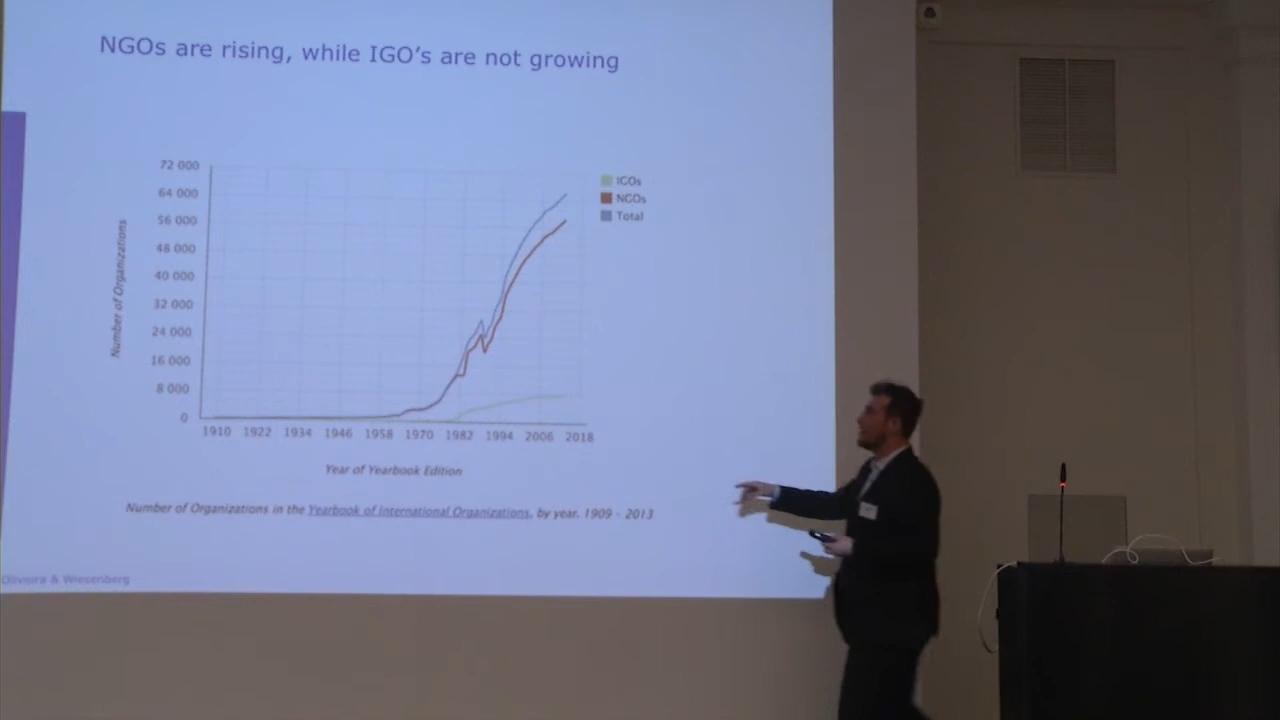 NGOs are rising, while IGO's are not growing
72 000
64 000
56 000
48 000
40 000
32 000
24 000
16 000
8 000
0
Number of Organizations
1910 1922 1934 1946 1958 1970 1982 1994 2006 2018
Year of Yearbook Edition
IGOs
NGOs
Total
Number of Organizations in the Yearbook of International Organizations, by year. 1909 - 2013
Oliveira & Wiesenberg